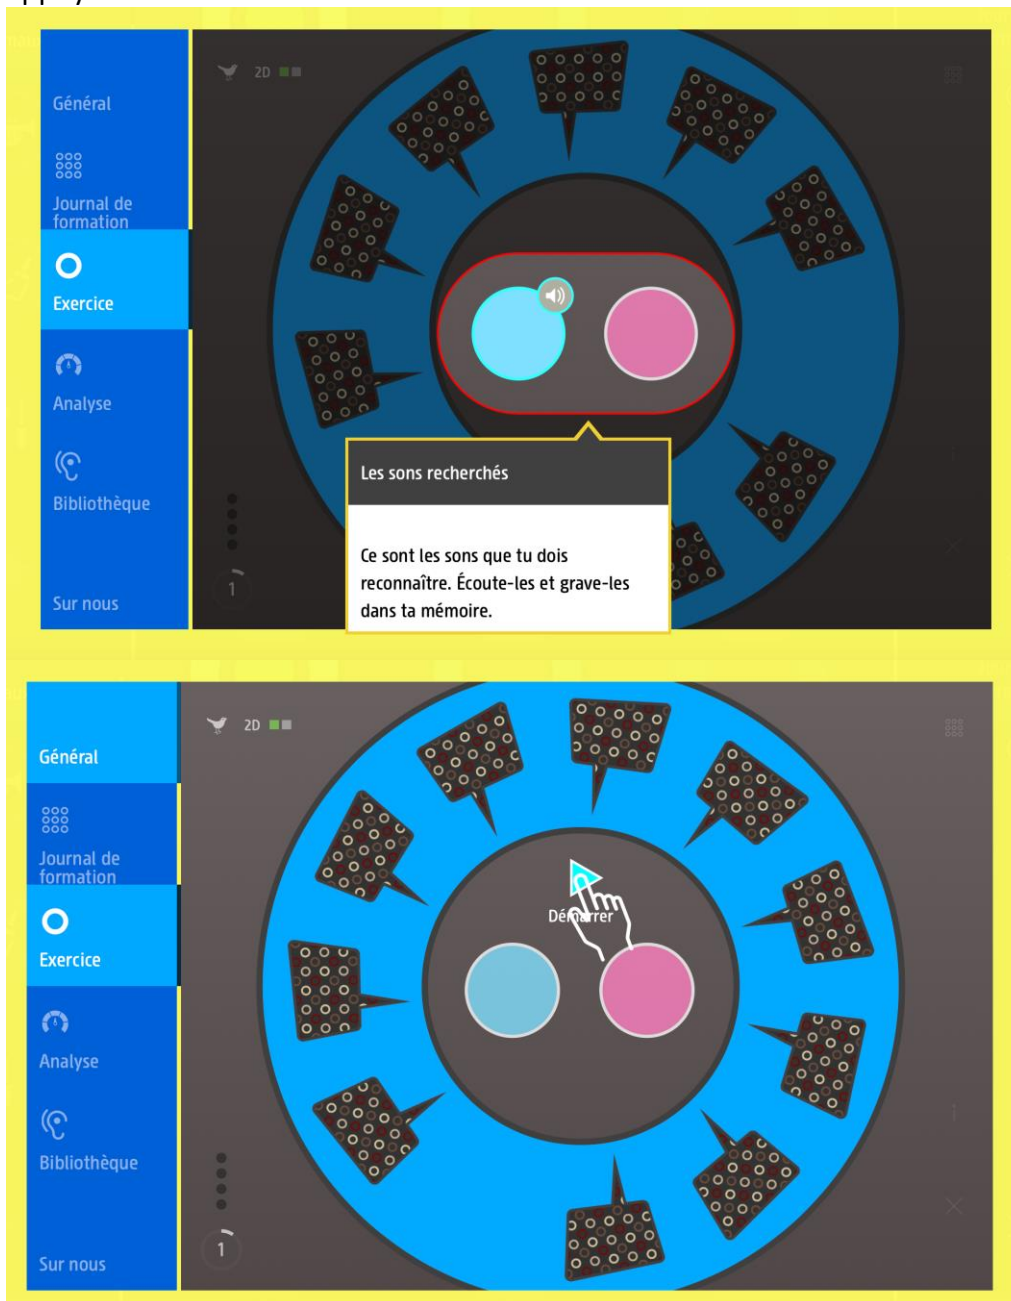 Général
2D
Journal de
formation
Exercice
Analyse
Bibliothèque
Sur nous
1
Les sons recherchés
Ce sont les sons que tu dois
reconnaître. Écoute-les et grave-les
dans ta mémoire.
Général
2D
Journal de
formation
Démarrer
Exercice
Analyse
Bibliothèque
Sur nous
1